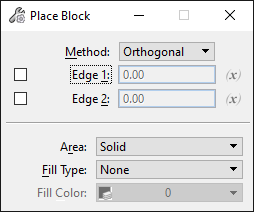 Place Block
Method: Orthogonal
Edge 1: 0.00 (x)
Edge 2: 0.00 (x)
Area: Solid
Fill Type: None
Fill Color: 0